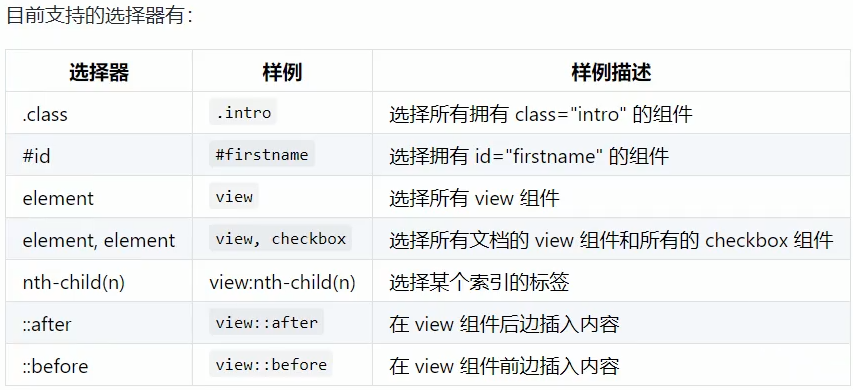 目前支持的选择器有：
选择器 样例 样例描述
.class .intro 选择所有拥有 class="intro" 的组件
#id #firstname 选择拥有 id="firstname" 的组件
element view 选择所有 view 组件
element, element view, checkbox 选择所有文档的 view 组件和所有的 checkbox 组件
nth-child(n) view:nth-child(n) 选择某个索引的标签
::after view::after 在 view 组件后边插入内容
::before view::before 在 view 组件前边插入内容